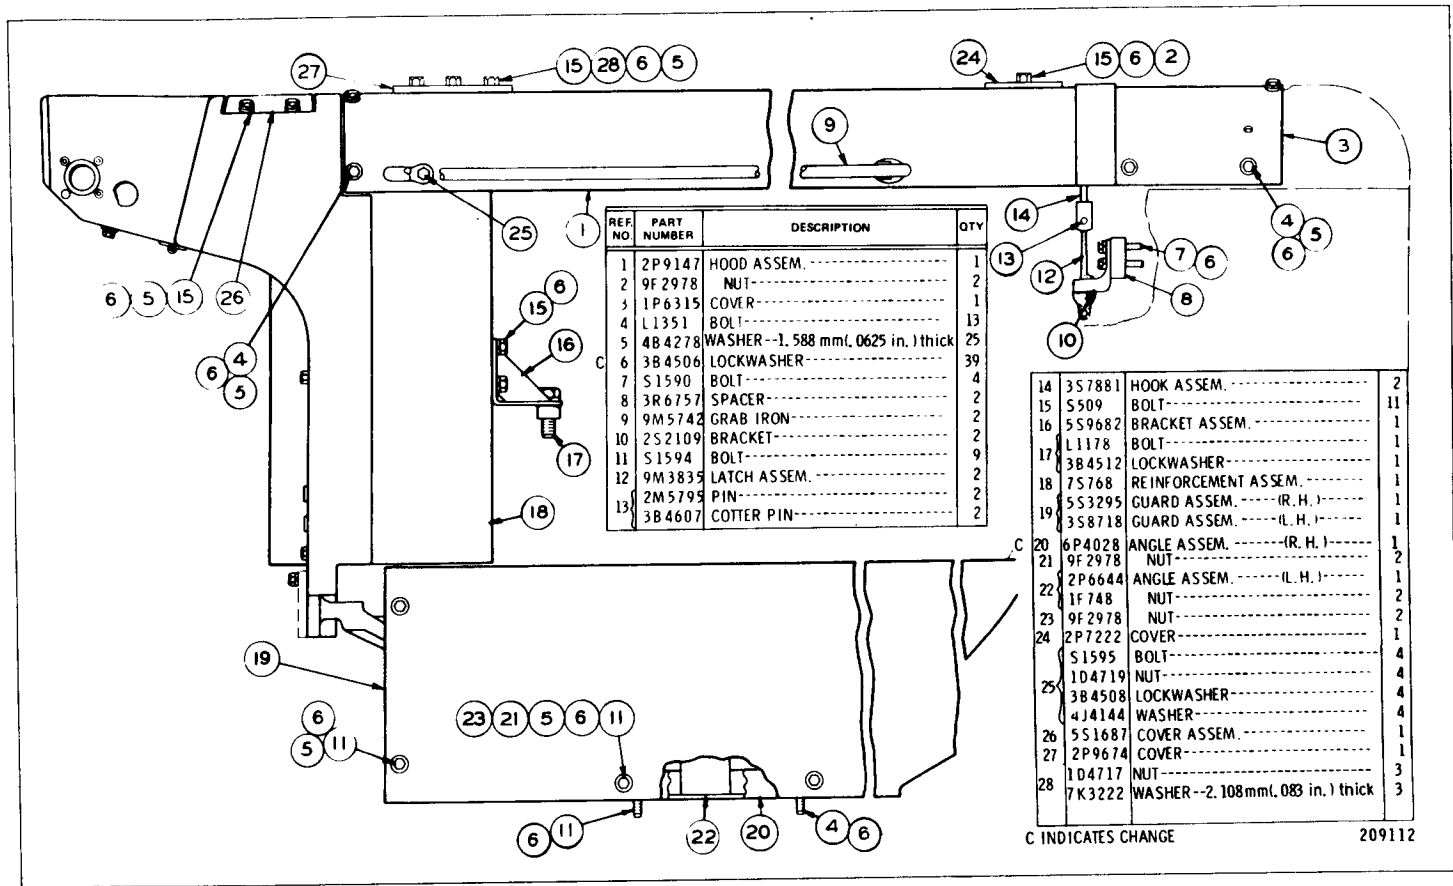 27
15 28 6 5
24
15 6 2
9
3
14
25
1
13
12
7 6
8
10
4
5
6
6 5 15 26
15 6
16
6 4
5
17
18
REF. NO. PART NUMBER DESCRIPTION QTY
1 2P9147 HOOD ASSEM. 1
2 9F2978 NUT 2
3 1P6315 COVER 1
4 L1351 BOLT 13
5 4B4278 WASHER--1.588 mm(.0625 in.) thick 25
C 6 3B4506 LOCKWASHER 39
7 S1590 BOLT 4
8 3R6757 SPACER 2
9 9M5742 GRAB IRON 2
10 2S2109 BRACKET 2
11 S1594 BOLT 9
12 9M3835 LATCH ASSEM. 2
13 2M5795 PIN 2
3B4607 COTTER PIN 2
14 3S7881 HOOK ASSEM. 2
15 S509 BOLT 11
16 5S9682 BRACKET ASSEM. 1
17 L1178 BOLT 1
3B4512 LOCKWASHER 1
18 7S768 REINFORCEMENT ASSEM. 1
19 5S3295 GUARD ASSEM. (R.H.) 1
3S8718 GUARD ASSEM. (L.H.) 1
C 20 6P4028 ANGLE ASSEM. (R.H.) 1
21 9F2978 NUT 2
22 2P6644 ANGLE ASSEM. (L.H.) 1
1F748 NUT 2
23 9F2978 NUT 2
24 2P7222 COVER 1
25 S1595 BOLT 4
1D4719 NUT 4
3B4508 LOCKWASHER 4
4J4144 WASHER 4
26 5S1687 COVER ASSEM. 1
27 2P9674 COVER 1
28 1D4717 NUT 3
7K3222 WASHER--2.108mm(.083 in.) thick 3
19
6
5 11
23 21 5 6 11
6 11
22
20
4 6
C INDICATES CHANGE 209112